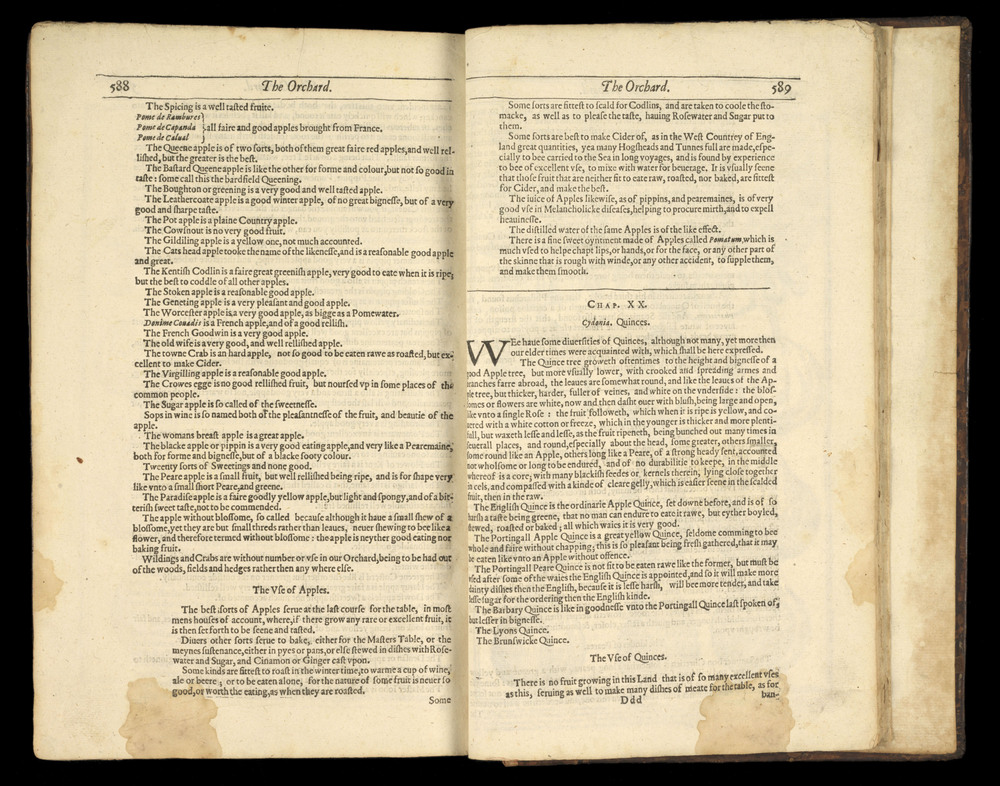 588
The Orchard.
The Spicing is a well taſted fruite.
Pome de Rambures
Pome de Capanda } all faire and good apples brought from France.
Pome de Calual
The Queene apple is of two ſorts, both of them great faire red apples, and well rel-
liſhed, but the greater is the beſt.
The Baſtard Queene apple is like the other for forme and colour, but not ſo good in
taſte: ſome call this the bardfield Queening.
The Boughton or greening is a very good and well taſted apple.
The Leathercoate apple is a good winter apple, of no great bigneſſe, but of a very
good and ſharpe taſte.
The Pot apple is a plaine Country apple.
The Cowſnout is no very good fruit.
The Gildiling apple is a yellow one, not much accounted.
The Cats head apple tooke the name of the likeneſſe, and is a reaſonable good apple
and great.
The Kentiſh Codlin is a faire great greeniſh apple, very good to eate when it is ripe;
but the beſt to coddle of all other apples.
The Stoken apple is a reaſonable good apple.
The Geneting apple is a very pleaſant and good apple.
The Worceſter apple is a very good apple, as bigge as a Pomewater.
Donime Couadis is a French apple, and of a good relliſh.
The French Goodwin is a very good apple.
The old wife is a very good, and well relliſhed apple.
The towne Crab is an hard apple, not ſo good to be eaten rawe as roaſted, but ex-
cellent to make Cider.
The Virgilling apple is a reaſonable good apple.
The Crowes egge is no good relliſhed fruit, but nourſed vp in ſome places of the
common people.
The Sugar apple is ſo called of the ſweetneſſe.
Sops in wine is ſo named both of the pleaſantneſſe of the fruit, and beautie of the
apple.
The womans breaſt apple is a great apple.
The blacke apple or pippin is a very good eating apple, and very like a Pearemaine,
both for forme and bigneſſe, but of a blacke ſooty colour.
Twenty ſorts of Sweetings and none good.
The Peare apple is a ſmall fruit, but well relliſhed being ripe, and is for ſhape very
like vnto a ſmall ſhort Peare, and greene.
The Paradiſe apple is a faire goodly yellow apple, but light and ſpongy, and of a bit-
teriſh ſweet taſte, not to be commended.
The apple without bloſſome, ſo called becauſe although it haue a ſmall ſhew of a
bloſſome, yet they are but ſmall threds rather than leaues, neuer ſhewing to bee like a
flower, and therefore termed without bloſſome: the apple is neyther good eating nor
baking fruit.
Wildings and Crabs are without number or vſe in our Orchard, being to be had out
of the woods, fields and hedges rather then any where elſe.
The Vſe of Apples.
The beſt ſorts of Apples ſerue at the laſt courſe for the table, in moſt
mens houſes of account, where, if there grow any rare or excellent fruit, it
is then ſet forth to be ſeene and taſted.
Diuers other ſorts ſerue to bake, either for the Maſters Table, or the
meynes ſuſtenance, either in pyes or pans, or elſe ſtewed in diſhes with Roſe-
water and Sugar, and Cinamon or Ginger caſt vpon.
Some kinds are fitteſt to roaſt in the winter time, to warme a cup of wine,
ale or beere; or to be eaten alone, for the nature of ſome fruit is neuer ſo
good, or worth the eating, as when they are roaſted.
Some
The Orchard.
589
Some ſorts are fitteſt to ſcald for Codlins, and are taken to coole the ſto-
macke, as well as to pleaſe the taſte, hauing Roſewater and Sugar put to
them.
Some ſorts are beſt to make Cider of, as in the Weſt Countrey of Eng-
land great quantities, yea many Hogſheads and Tunnes full are made, eſpe-
cially to bee carried to the Sea in long voyages, and is found by experience
to bee of excellent vſe, to mixe with water for beuerage. It is vſually ſeene
that thoſe fruit that are neither fit to eate raw, roaſted, nor baked, are fitteſt
for Cider, and make the beſt.
The iuice of Apples likewiſe, as of pippins, and pearemaines, is of very
good vſe in Melancholicke diſeaſes, helping to procure mirth, and to expell
heauineſſe.
The diſtilled water of the ſame Apples is of the like effect.
There is a fine ſweet oyntment made of Apples called Pomatum, which is
much vſed to helpe chapt lips, or hands, or for the face, or any other part of
the skinne that is rough with winde, or any other accident, to ſupple them,
and make them ſmooth.
CHAP. XX.
Cydonia. Quinces.
WEe haue ſome diuerſities of Quinces, although not many, yet more then
our elder times were acquainted with, which ſhall be here expreſſed.
The Quince tree groweth oftentimes to the height and bigneſſe of a
good Apple tree, but more vſually lower, with crooked and ſpreading armes and
branches farre abroad, the leaues are ſomewhat round, and like the leaues of the Ap-
ple tree, but thicker, harder, fuller of veines, and white on the vnderſide: the bloſ-
ſomes or flowers are white, now and then daſht ouer with bluſh, being large and open,
like vnto a ſingle Roſe: the fruit followeth, which when it is ripe is yellow, and co-
uered with a white cotton or freeze, which in the younger is thicker and more plenti-
full, but waxeth leſſe and leſſe, as the fruit ripeneth, being bunched out many times in
ſeuerall places, and round, eſpecially about the head, ſome greater, others ſmaller,
ſome round like an Apple, others long like a Peare, of a ſtrong heady ſent, accounted
not wholſome or long to be endured, and of no durabilitie to keepe, in the middle
whereof is a core, with many blackiſh ſeedes or kernels therein, lying cloſe together
in cels, and compaſſed with a kinde of cleare gelly, which is eaſier ſeene in the ſcalded
fruit, then in the raw.
The Engliſh Quince is the ordinarie Apple Quince, ſet downe before, and is of ſo
harſh a taſte being greene, that no man can endure to eate it rawe, but eyther boyled,
ſtewed, roaſted or baked; all which waies it is very good.
The Portingall Apple Quince is a great yellow Quince, ſeldome comming to bee
whole and faire without chapping; this is ſo pleaſant being freſh gathered, that it may
be eaten like vnto an Apple without offence.
The Portingall Peare Quince is not fit to be eaten rawe like the former, but muſt be
vſed after ſome of the waies the Engliſh Quince is appointed, and ſo it will make more
dainty diſhes then the Engliſh, becauſe it is leſſe harſh, will bee more tender, and take
leſſe ſugar for the ordering then the Engliſh kinde.
The Barbary Quince is like in goodneſſe vnto the Portingall Quince laſt ſpoken of,
but leſſer in bigneſſe.
The Lyons Quince.
The Brunſwicke Quince.
The Vſe of Quinces.
There is no fruit growing in this Land that is of ſo many excellent vſes
as this, ſeruing as well to make many diſhes of meate for the table, as for
Ddd
ban-